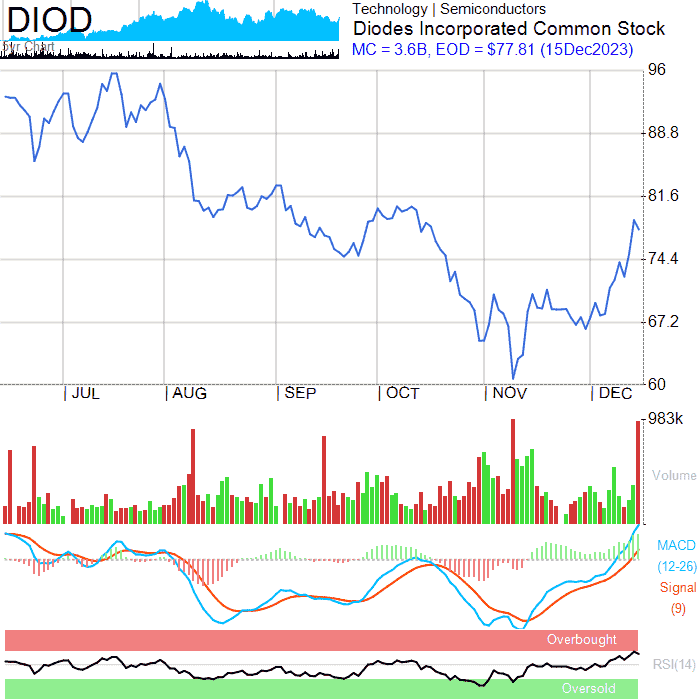 DIOD
5yr Chart
Technology | Semiconductors
Diodes Incorporated Common Stock
MC = 3.6B, EOD = $77.81 (15Dec2023)
96
88.8
81.6
74.4
67.2
60
| JUL | AUG | SEP | OCT | NOV | DEC
983k
Volume
MACD
(12-26)
Signal
(9)
Overbought
RSI(14)
Oversold